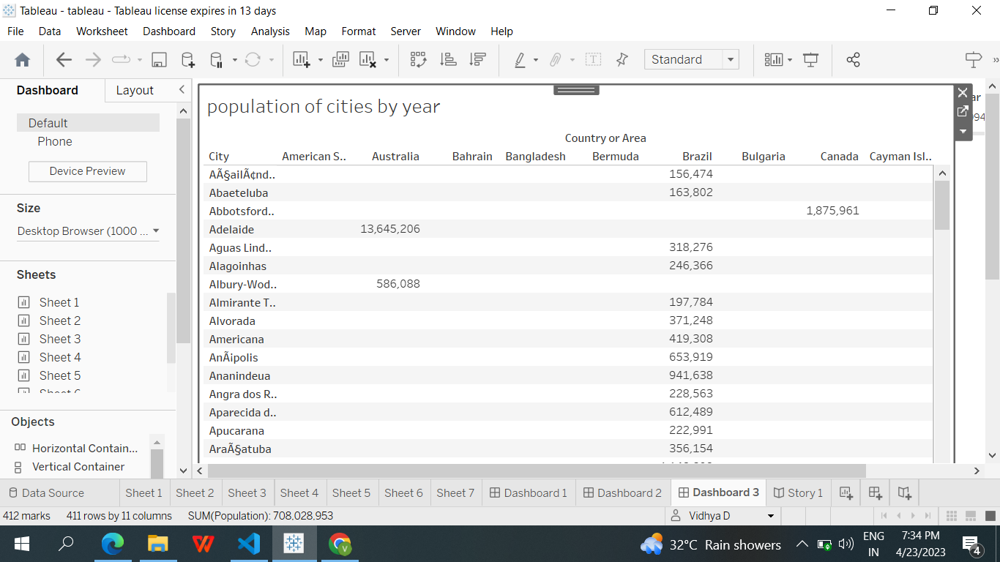 Tableau - tableau - Tableau license expires in 13 days
File Data Worksheet Dashboard Story Analysis Map Format Server Window Help
Standard
Dashboard Layout
Default
Phone
Device Preview
Size
Desktop Browser (1000 ...
Sheets
Sheet 1
Sheet 2
Sheet 3
Sheet 4
Sheet 5
Objects
Horizontal Contain...
Vertical Container
population of cities by year
Country or Area
City American S.. Australia Bahrain Bangladesh Bermuda Brazil Bulgaria Canada Cayman Isl..
AÃ§ailÃ¢nd.. 156,474
Abaeteluba 163,802
Abbotsford.. 1,875,961
Adelaide 13,645,206
Aguas Lind.. 318,276
Alagoinhas 246,366
Albury-Wod.. 586,088
Almirante T.. 197,784
Alvorada 371,248
Americana 419,308
AnÃipolis 653,919
Ananindeua 941,638
Angra dos R.. 228,563
Aparecida d.. 612,489
Apucarana 222,991
AraÃ§atuba 356,154
Data Source Sheet 1 Sheet 2 Sheet 3 Sheet 4 Sheet 5 Sheet 6 Sheet 7 Dashboard 1 Dashboard 2 Dashboard 3 Story 1
412 marks 411 rows by 11 columns SUM(Population): 708,028,953 Vidhya D
32°C Rain showers
ENG
IN
7:34 PM
4/23/2023
4